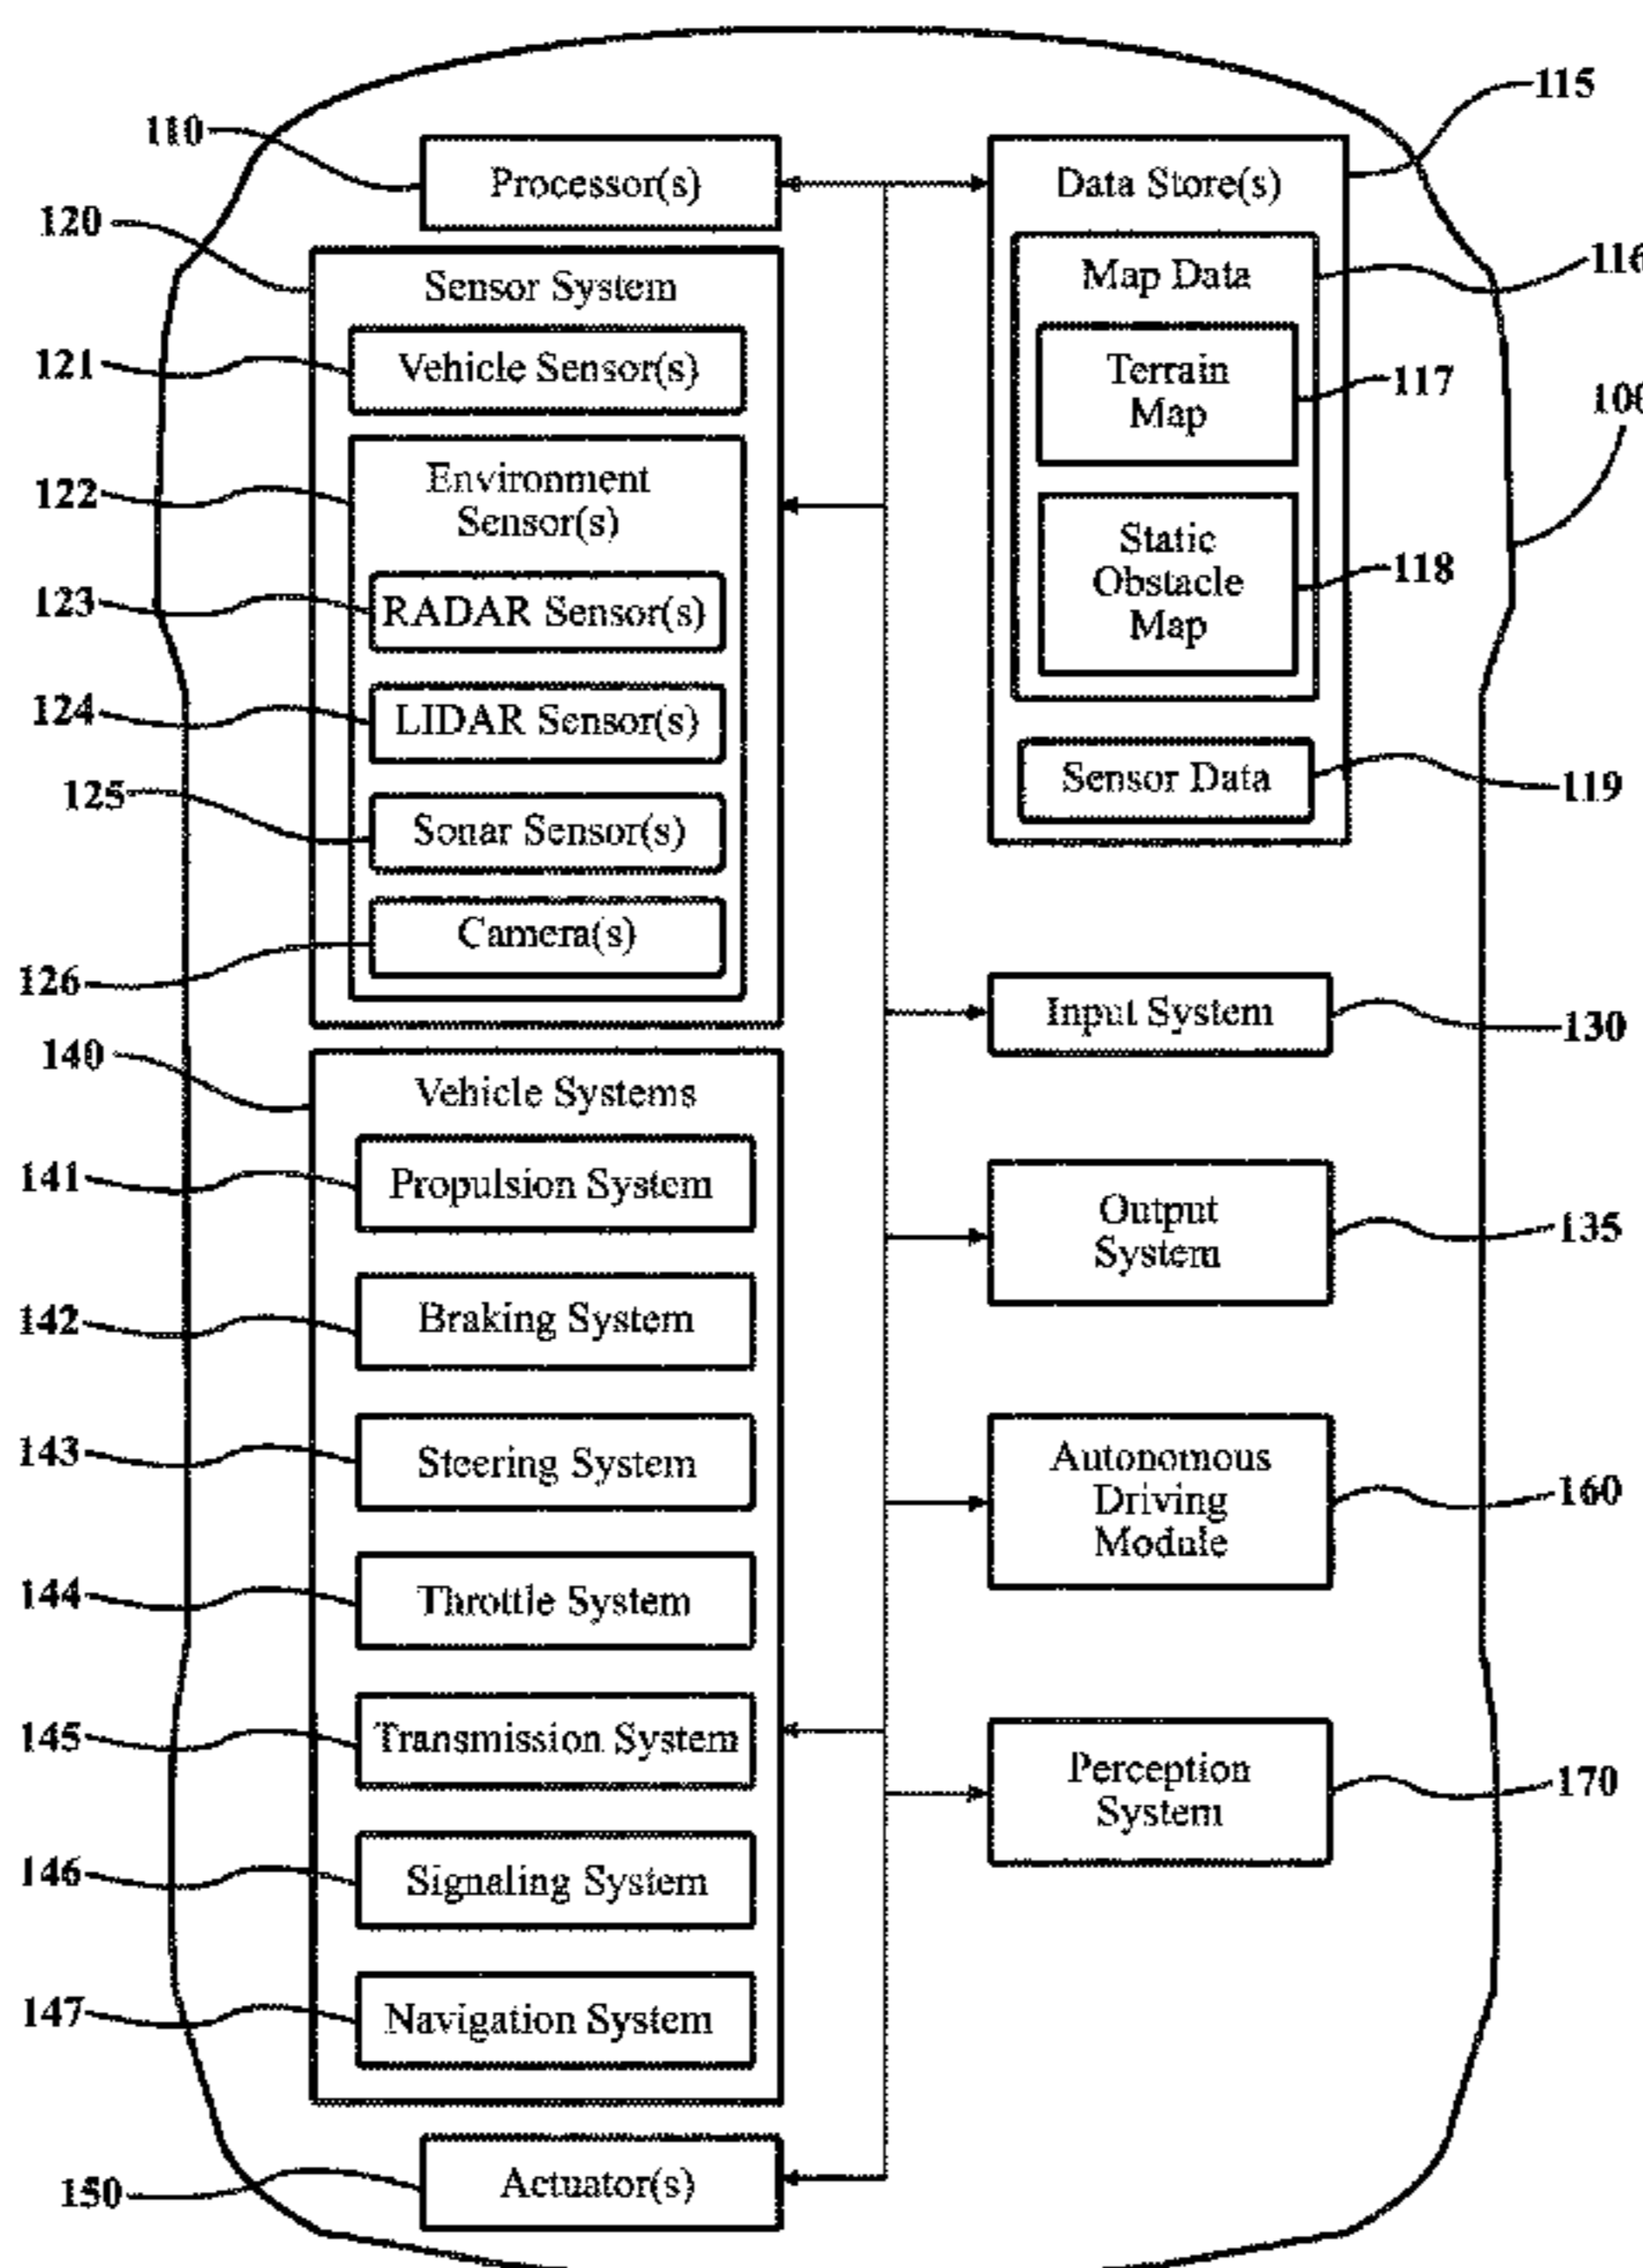 110
Processor(s)
120
Sensor System
121
Vehicle Sensor(s)
122
Environment
Sensor(s)
123
RADAR Sensor(s)
124
LIDAR Sensor(s)
125
Sonar Sensor(s)
126
Camera(s)
140
Vehicle Systems
141
Propulsion System
142
Braking System
143
Steering System
144
Throttle System
145
Transmission System
146
Signaling System
147
Navigation System
150
Actuator(s)
115
Data Store(s)
116
Map Data
Terrain
Map
117
100
Static
Obstacle
Map
118
Sensor Data
119
Input System
130
Output
System
135
Autonomous
Driving
Module
160
Perception
System
170